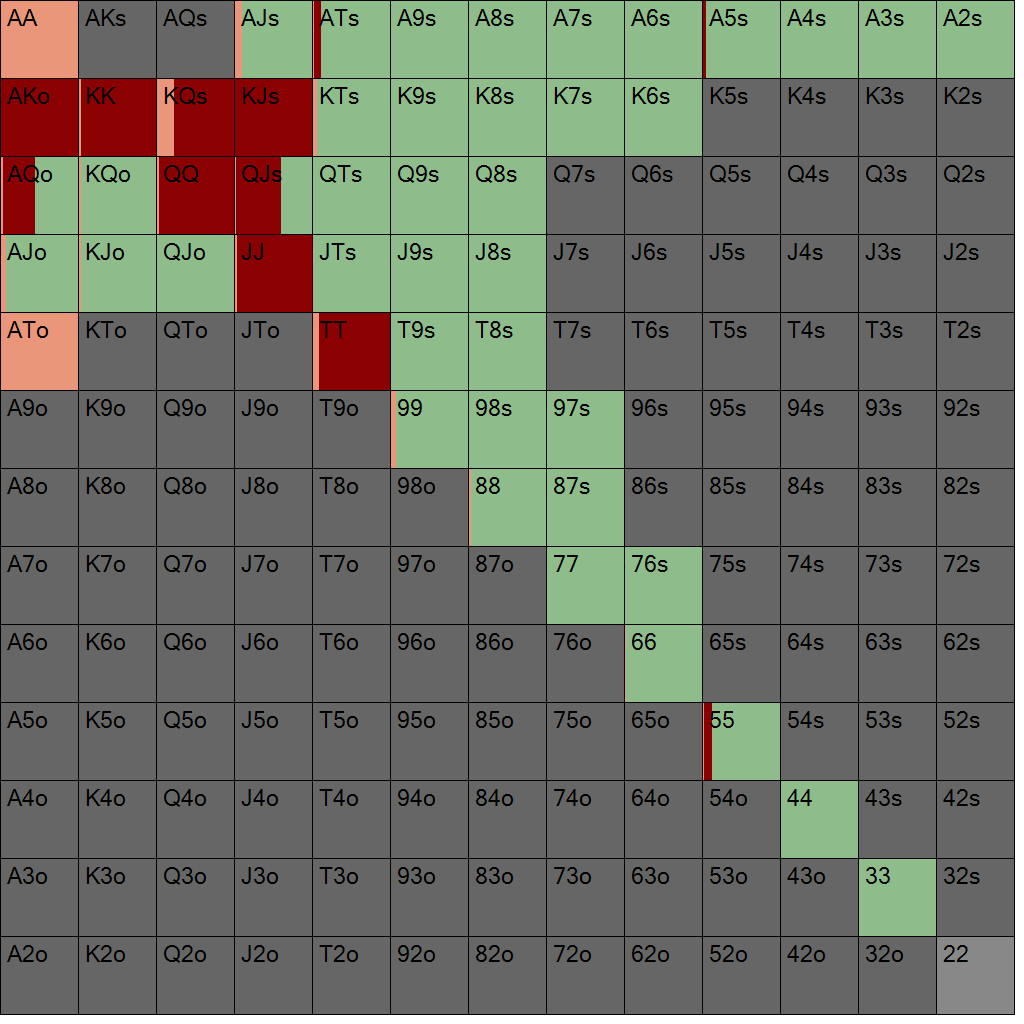 AA AKs AQs AJs ATs A9s A8s A7s A6s A5s A4s A3s A2s
AKo KK KQs KJs KTs K9s K8s K7s K6s K5s K4s K3s K2s
AQo KQo QQ QJs QTs Q9s Q8s Q7s Q6s Q5s Q4s Q3s Q2s
AJo KJo QJo JJ JTs J9s J8s J7s J6s J5s J4s J3s J2s
ATo KTo QTo JTo TT T9s T8s T7s T6s T5s T4s T3s T2s
A9o K9o Q9o J9o T9o 99 98s 97s 96s 95s 94s 93s 92s
A8o K8o Q8o J8o T8o 98o 88 87s 86s 85s 84s 83s 82s
A7o K7o Q7o J7o T7o 97o 87o 77 76s 75s 74s 73s 72s
A6o K6o Q6o J6o T6o 96o 86o 76o 66 65s 64s 63s 62s
A5o K5o Q5o J5o T5o 95o 85o 75o 65o 55 54s 53s 52s
A4o K4o Q4o J4o T4o 94o 84o 74o 64o 54o 44 43s 42s
A3o K3o Q3o J3o T3o 93o 83o 73o 63o 53o 43o 33 32s
A2o K2o Q2o J2o T2o 92o 82o 72o 62o 52o 42o 32o 22